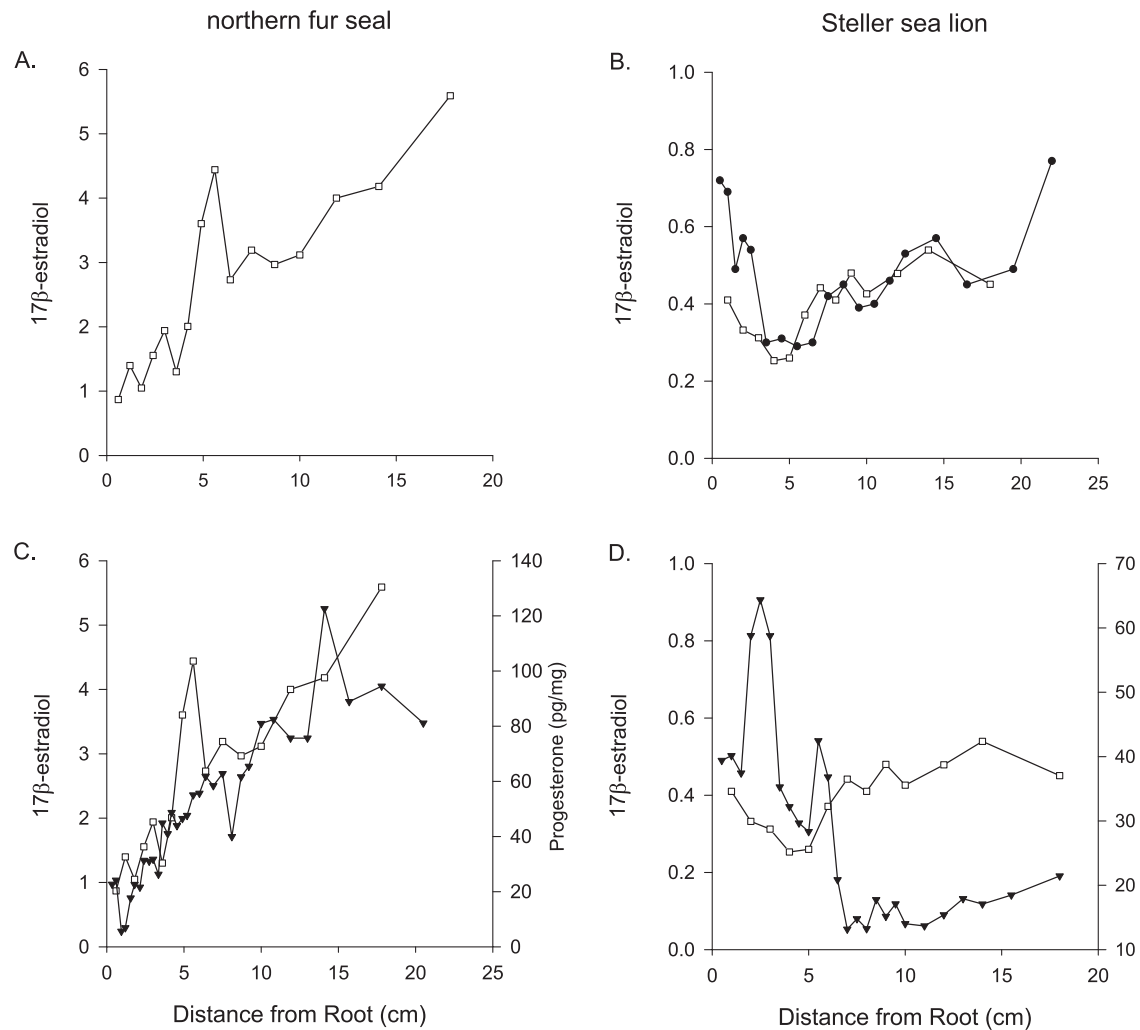 northern fur seal
Steller sea lion
A.
6
5
4
3
2
1
0
17β-estradiol
0 5 10 15 20
B.
1.0
0.8
0.6
0.4
0.2
0.0
17β-estradiol
0 5 10 15 20 25
C.
6
5
4
3
2
1
0
17β-estradiol
140
120
100
80
60
40
20
0
Progesterone (pg/mg)
0 5 10 15 20 25
Distance from Root (cm)
D.
1.0
0.8
0.6
0.4
0.2
0.0
17β-estradiol
70
60
50
40
30
20
10
0 5 10 15 20
Distance from Root (cm)